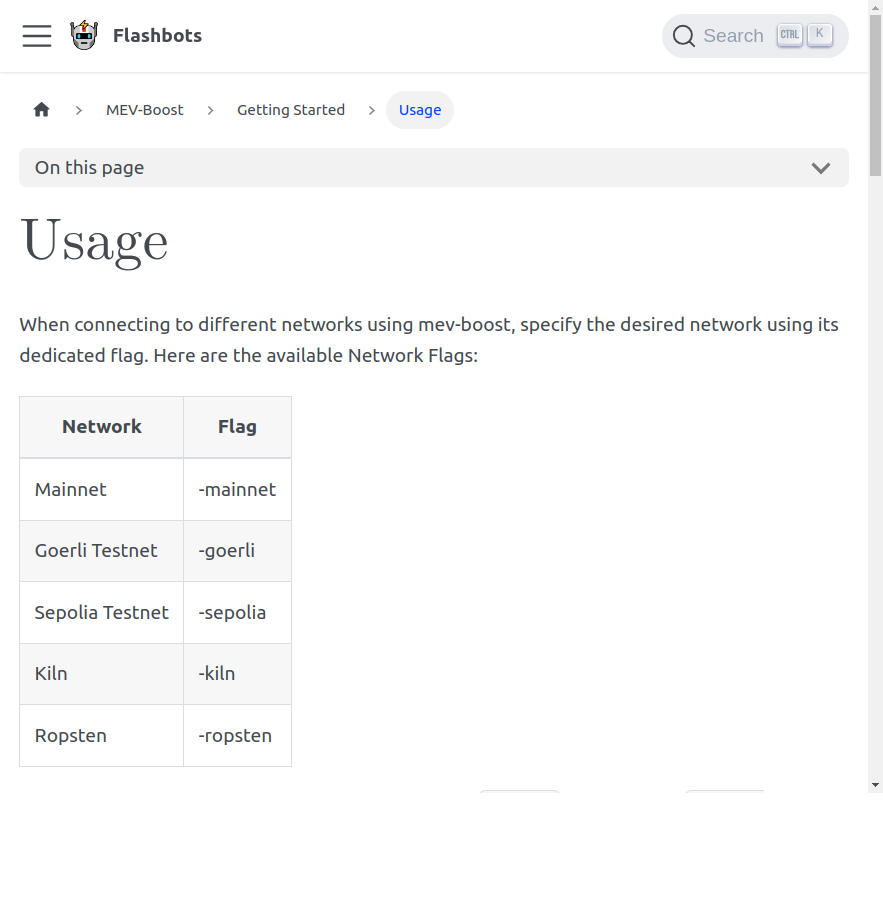 Flashbots
Search CTRL K
MEV-Boost > Getting Started > Usage
On this page
Usage
When connecting to different networks using mev-boost, specify the desired network using its
dedicated flag. Here are the available Network Flags:
Network Flag
Mainnet -mainnet
Goerli Testnet -goerli
Sepolia Testnet -sepolia
Kiln -kiln
Ropsten -ropsten